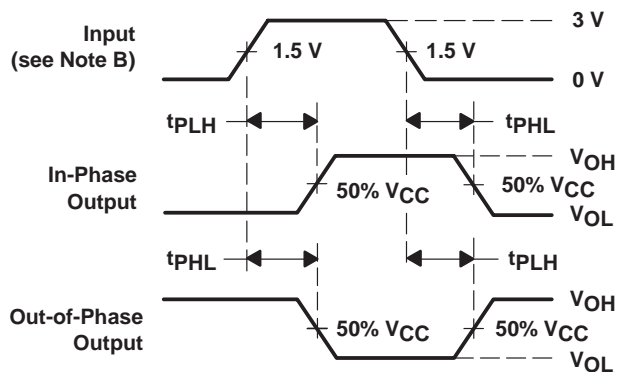 3 V
Input
(see Note B)
1.5 V
1.5 V
0 V
tPLH
tPHL
In-Phase
Output
VOH
50% VCC
50% VCC
VOL
tPHL
tPLH
Out-of-Phase
Output
VOH
50% VCC
50% VCC
VOL